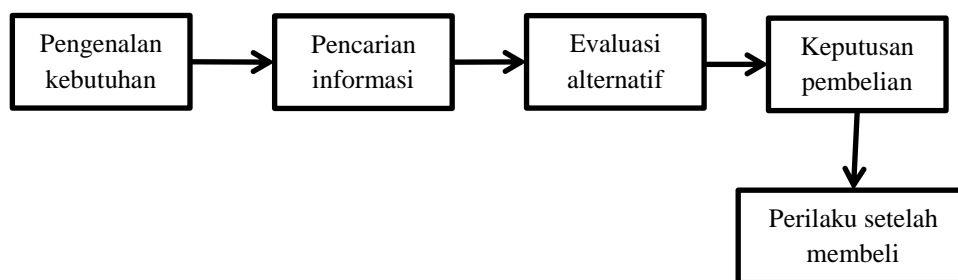 Pengenalan
kebutuhan
Pencarian
informasi
Evaluasi
alternatif
Keputusan
pembelian
Perilaku setelah
membeli